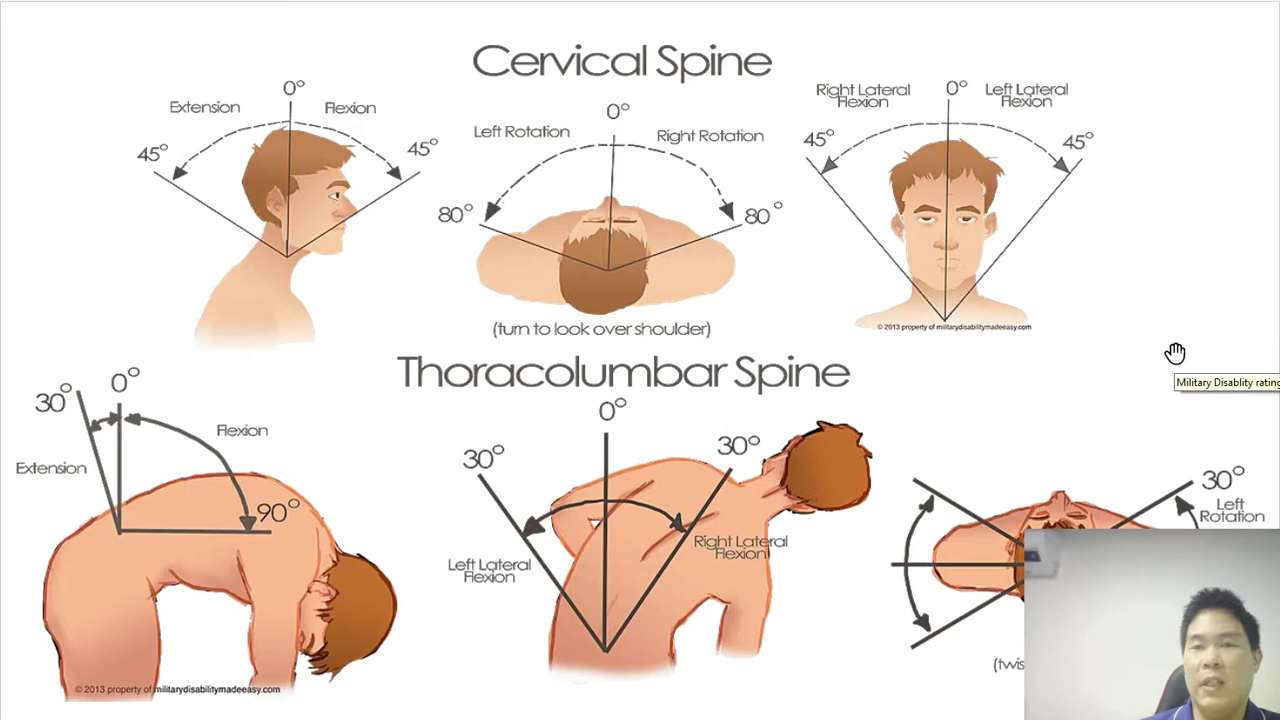 Cervical Spine
Extension
0°
Flexion
45°
45°
Left Rotation
0°
Right Rotation
80°
80°
(turn to look over shoulder)
Right Lateral
Flexion
0°
Left Lateral
Flexion
45°
45°
© 2013 property of militarydisabilitymadeeasy.com
Thoracolumbar Spine
Military Disablity rating
30°
0°
Flexion
Extension
90°
© 2013 property of militarydisabilitymadeeasy.com
0°
30°
30°
Left Lateral
Flexion
Right Lateral
Flexion
30°
Left
Rotation